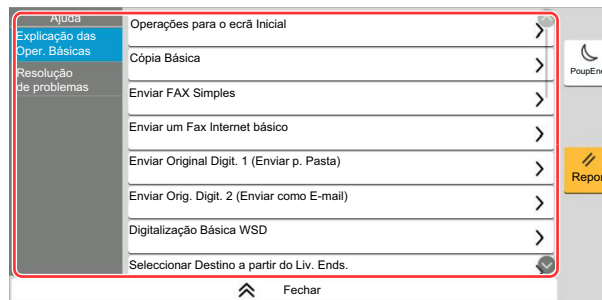 Ajuda
Explicação das
Oper. Básicas
Resolução
de problemas
Operações para o ecrã Inicial
Cópia Básica
Enviar FAX Simples
Enviar um Fax Internet básico
Enviar Original Digit. 1 (Enviar p. Pasta)
Enviar Orig. Digit. 2 (Enviar como E-mail)
Digitalização Básica WSD
Seleccionar Destino a partir do Liv. Ends.
Fechar
PoupEne
Repor